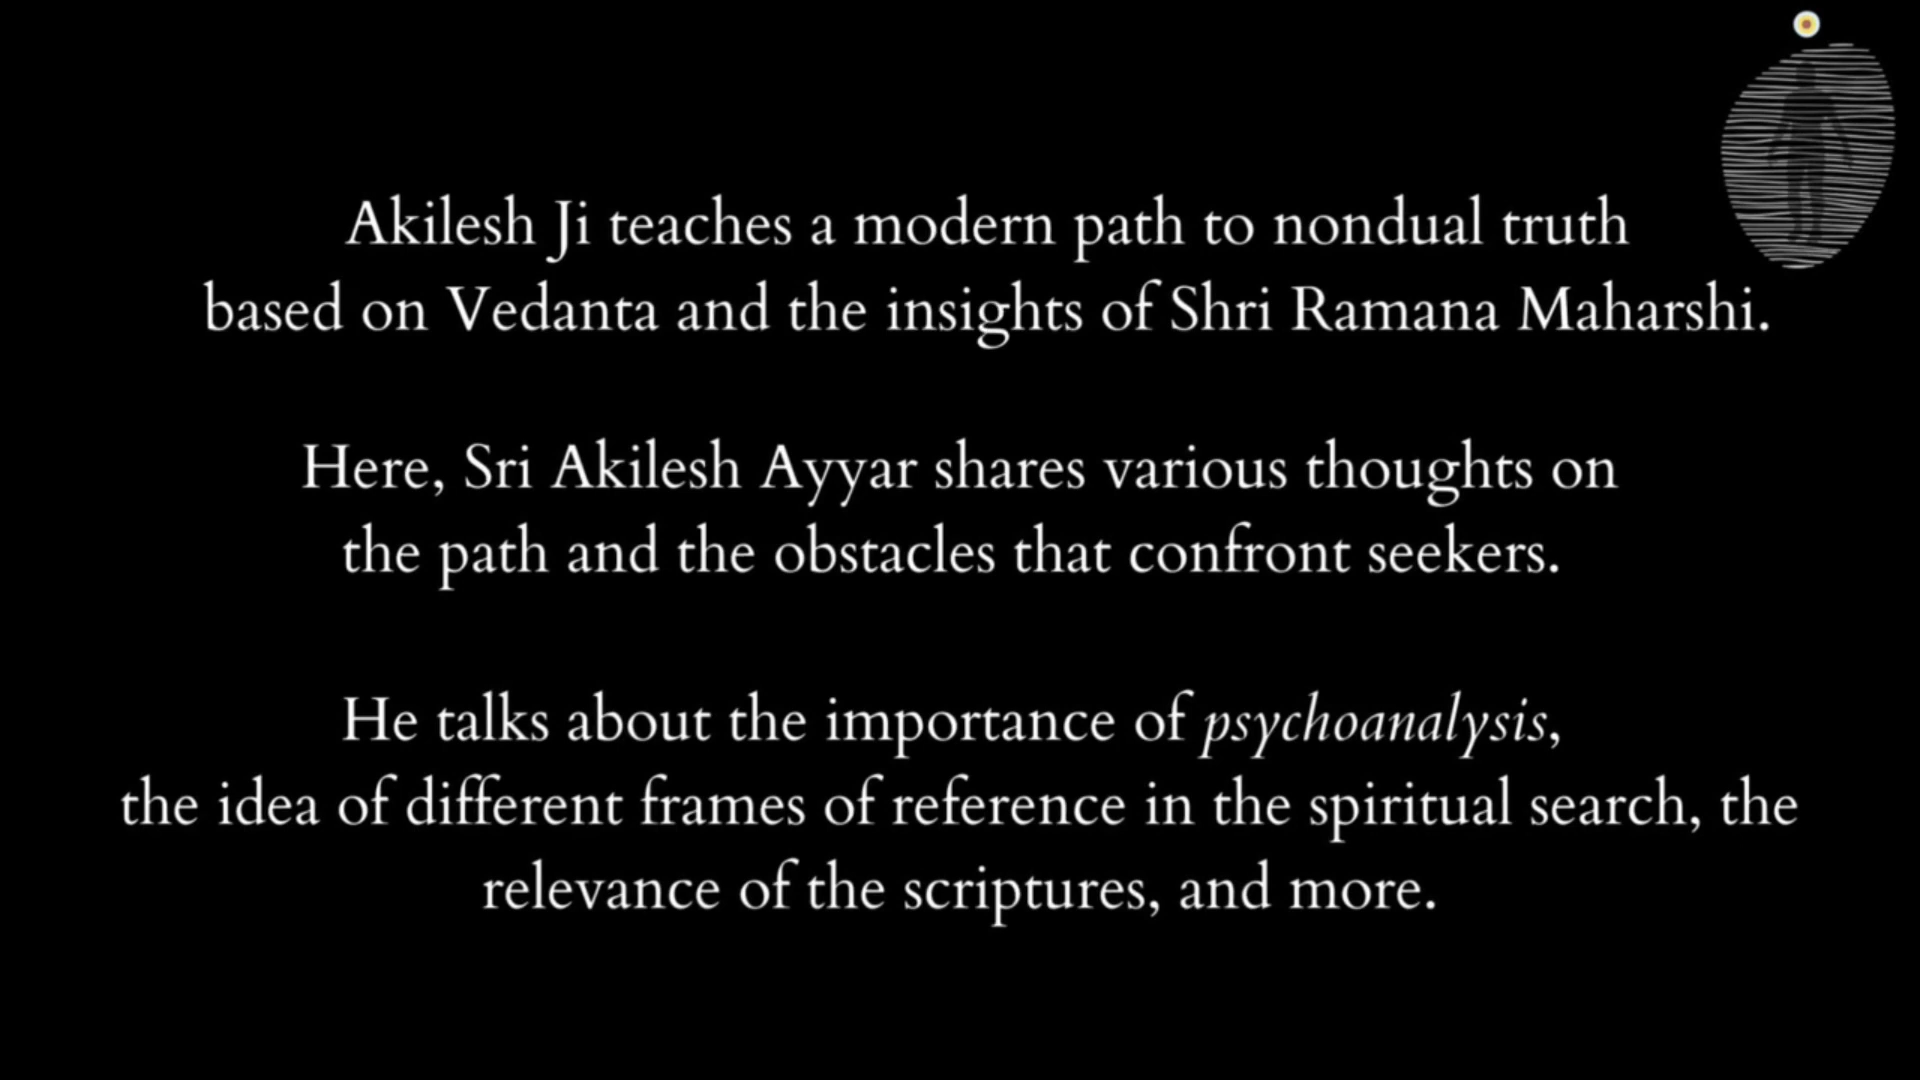 Akilesh Ji teaches a modern path to nondual truth
based on Vedanta and the insights of Shri Ramana Maharshi.
Here, Sri Akilesh Ayyar shares various thoughts on
the path and the obstacles that confront seekers.
He talks about the importance of psychoanalysis,
the idea of different frames of reference in the spiritual search, the
relevance of the scriptures, and more.